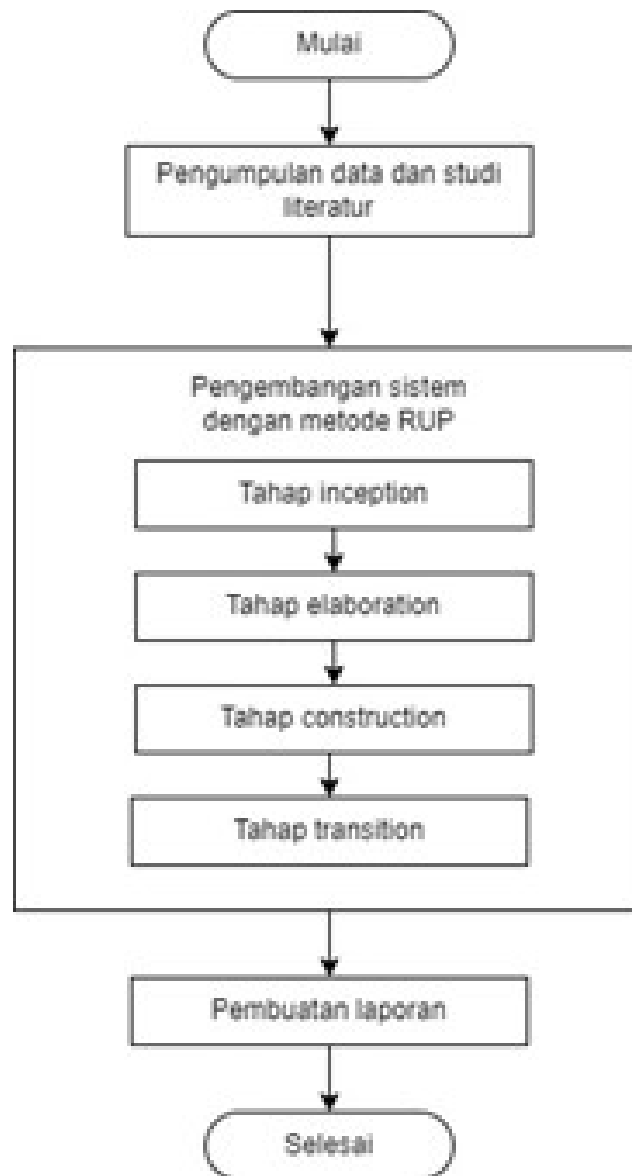 Mulai
Pengumpulan data dan studi
literatur
Pengembangan sistem
dengan metode RUP
Tahap inception
Tahap elaboration
Tahap construction
Tahap transition
Pembuatan laporan
Selesai